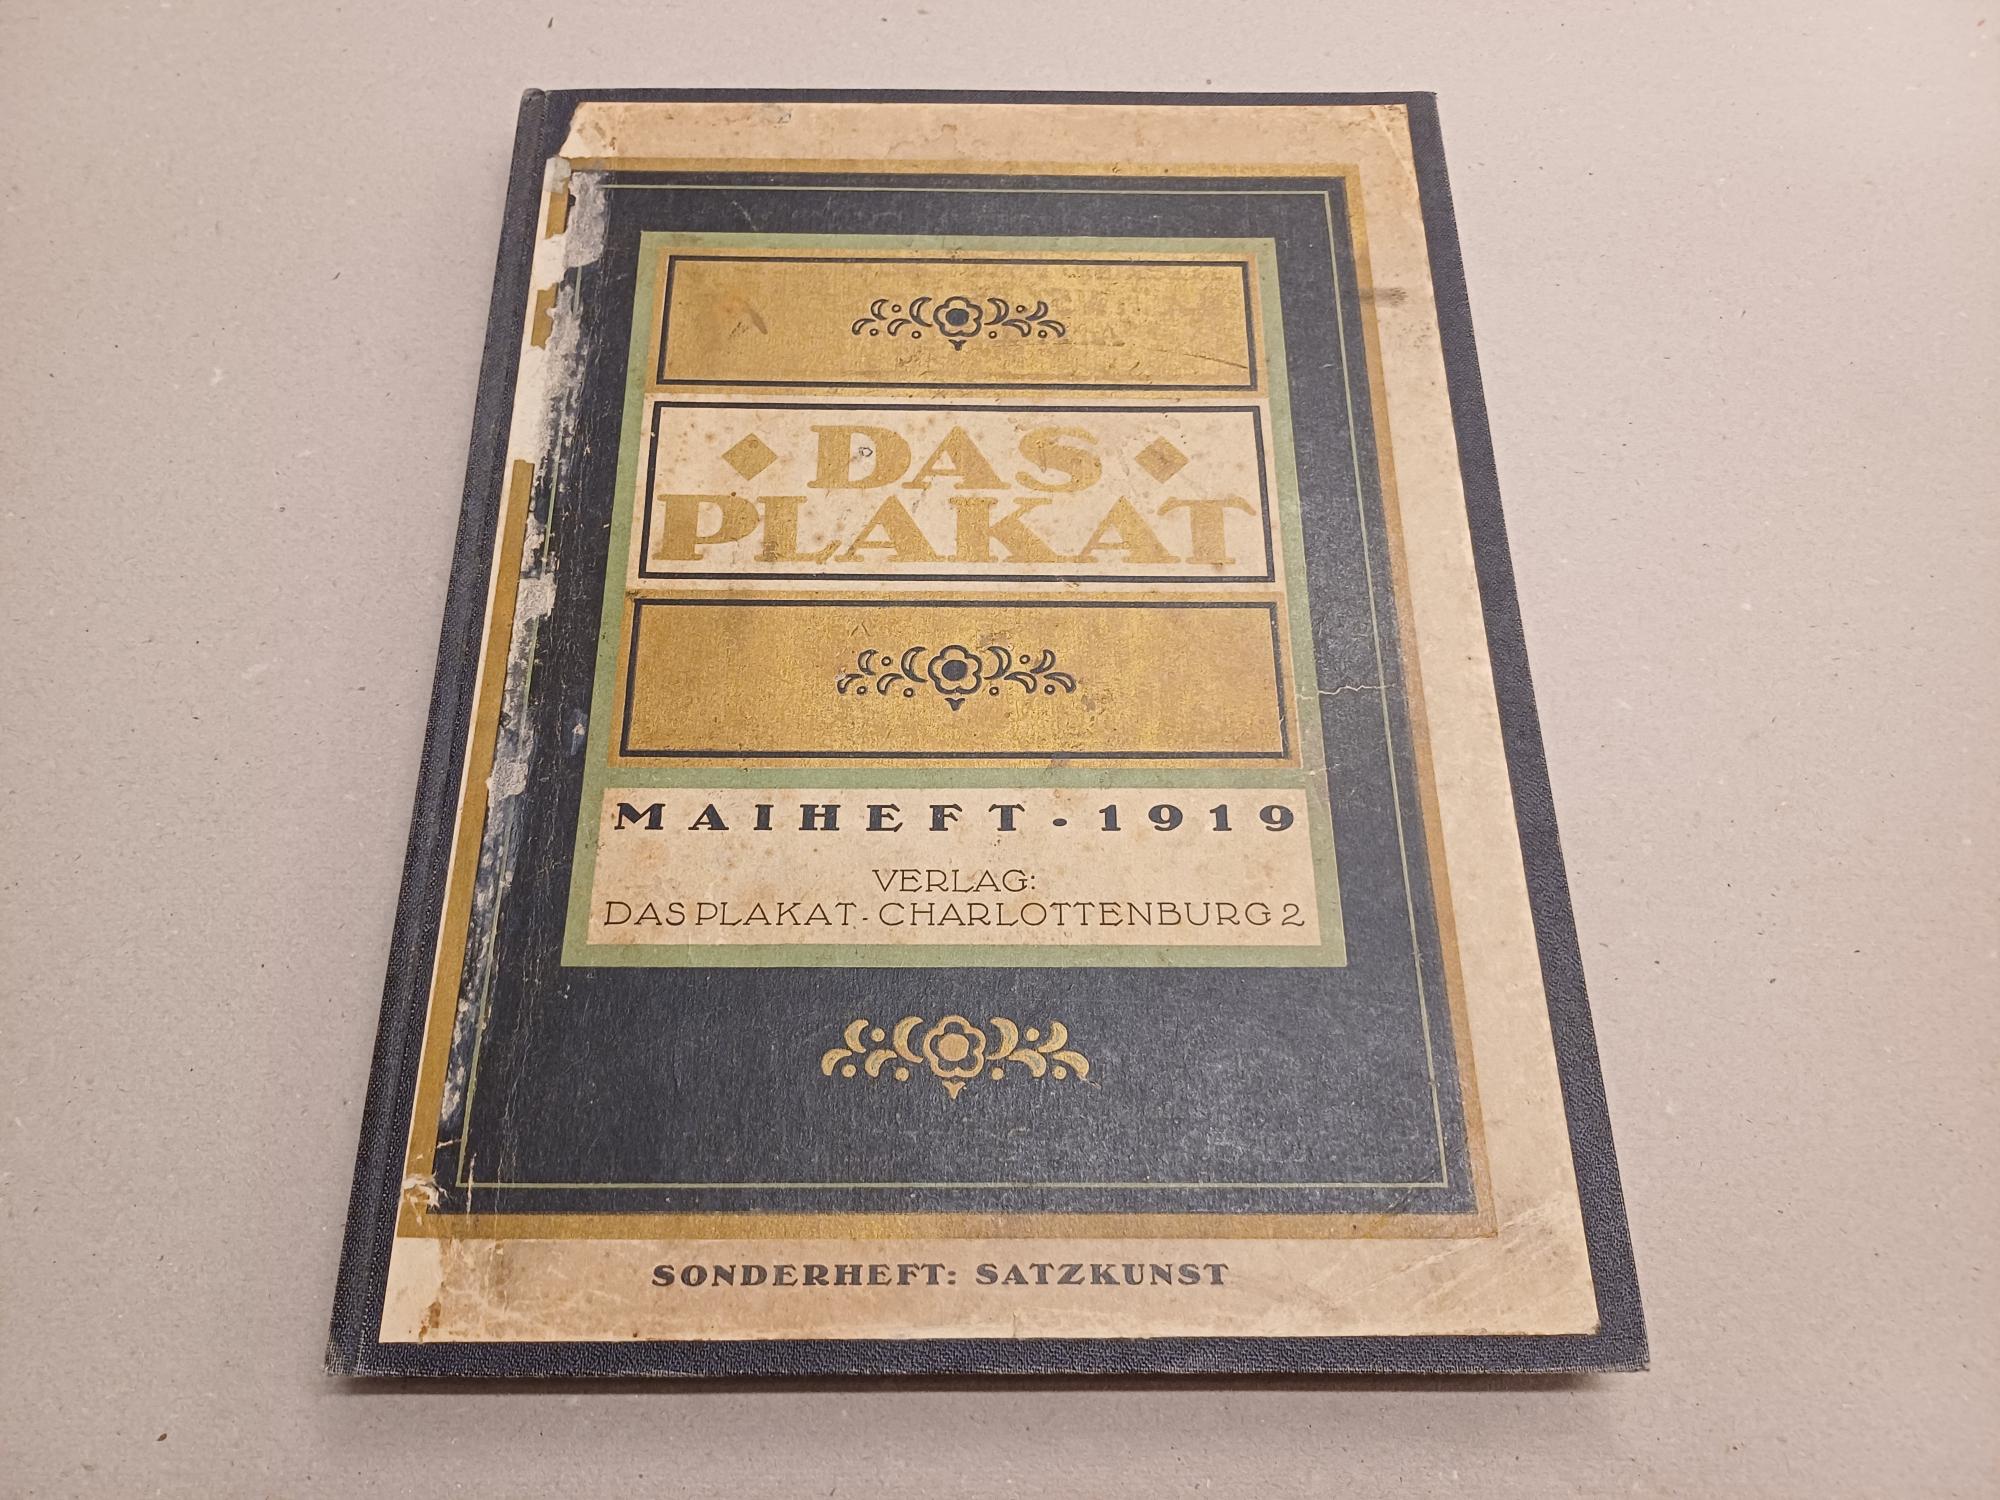 DAS
PLAKAT
MAIHEFT · 1919
VERLAG:
DAS PLAKAT - CHARLOTTENBURG 2
SONDERHEFT: SATZKUNST